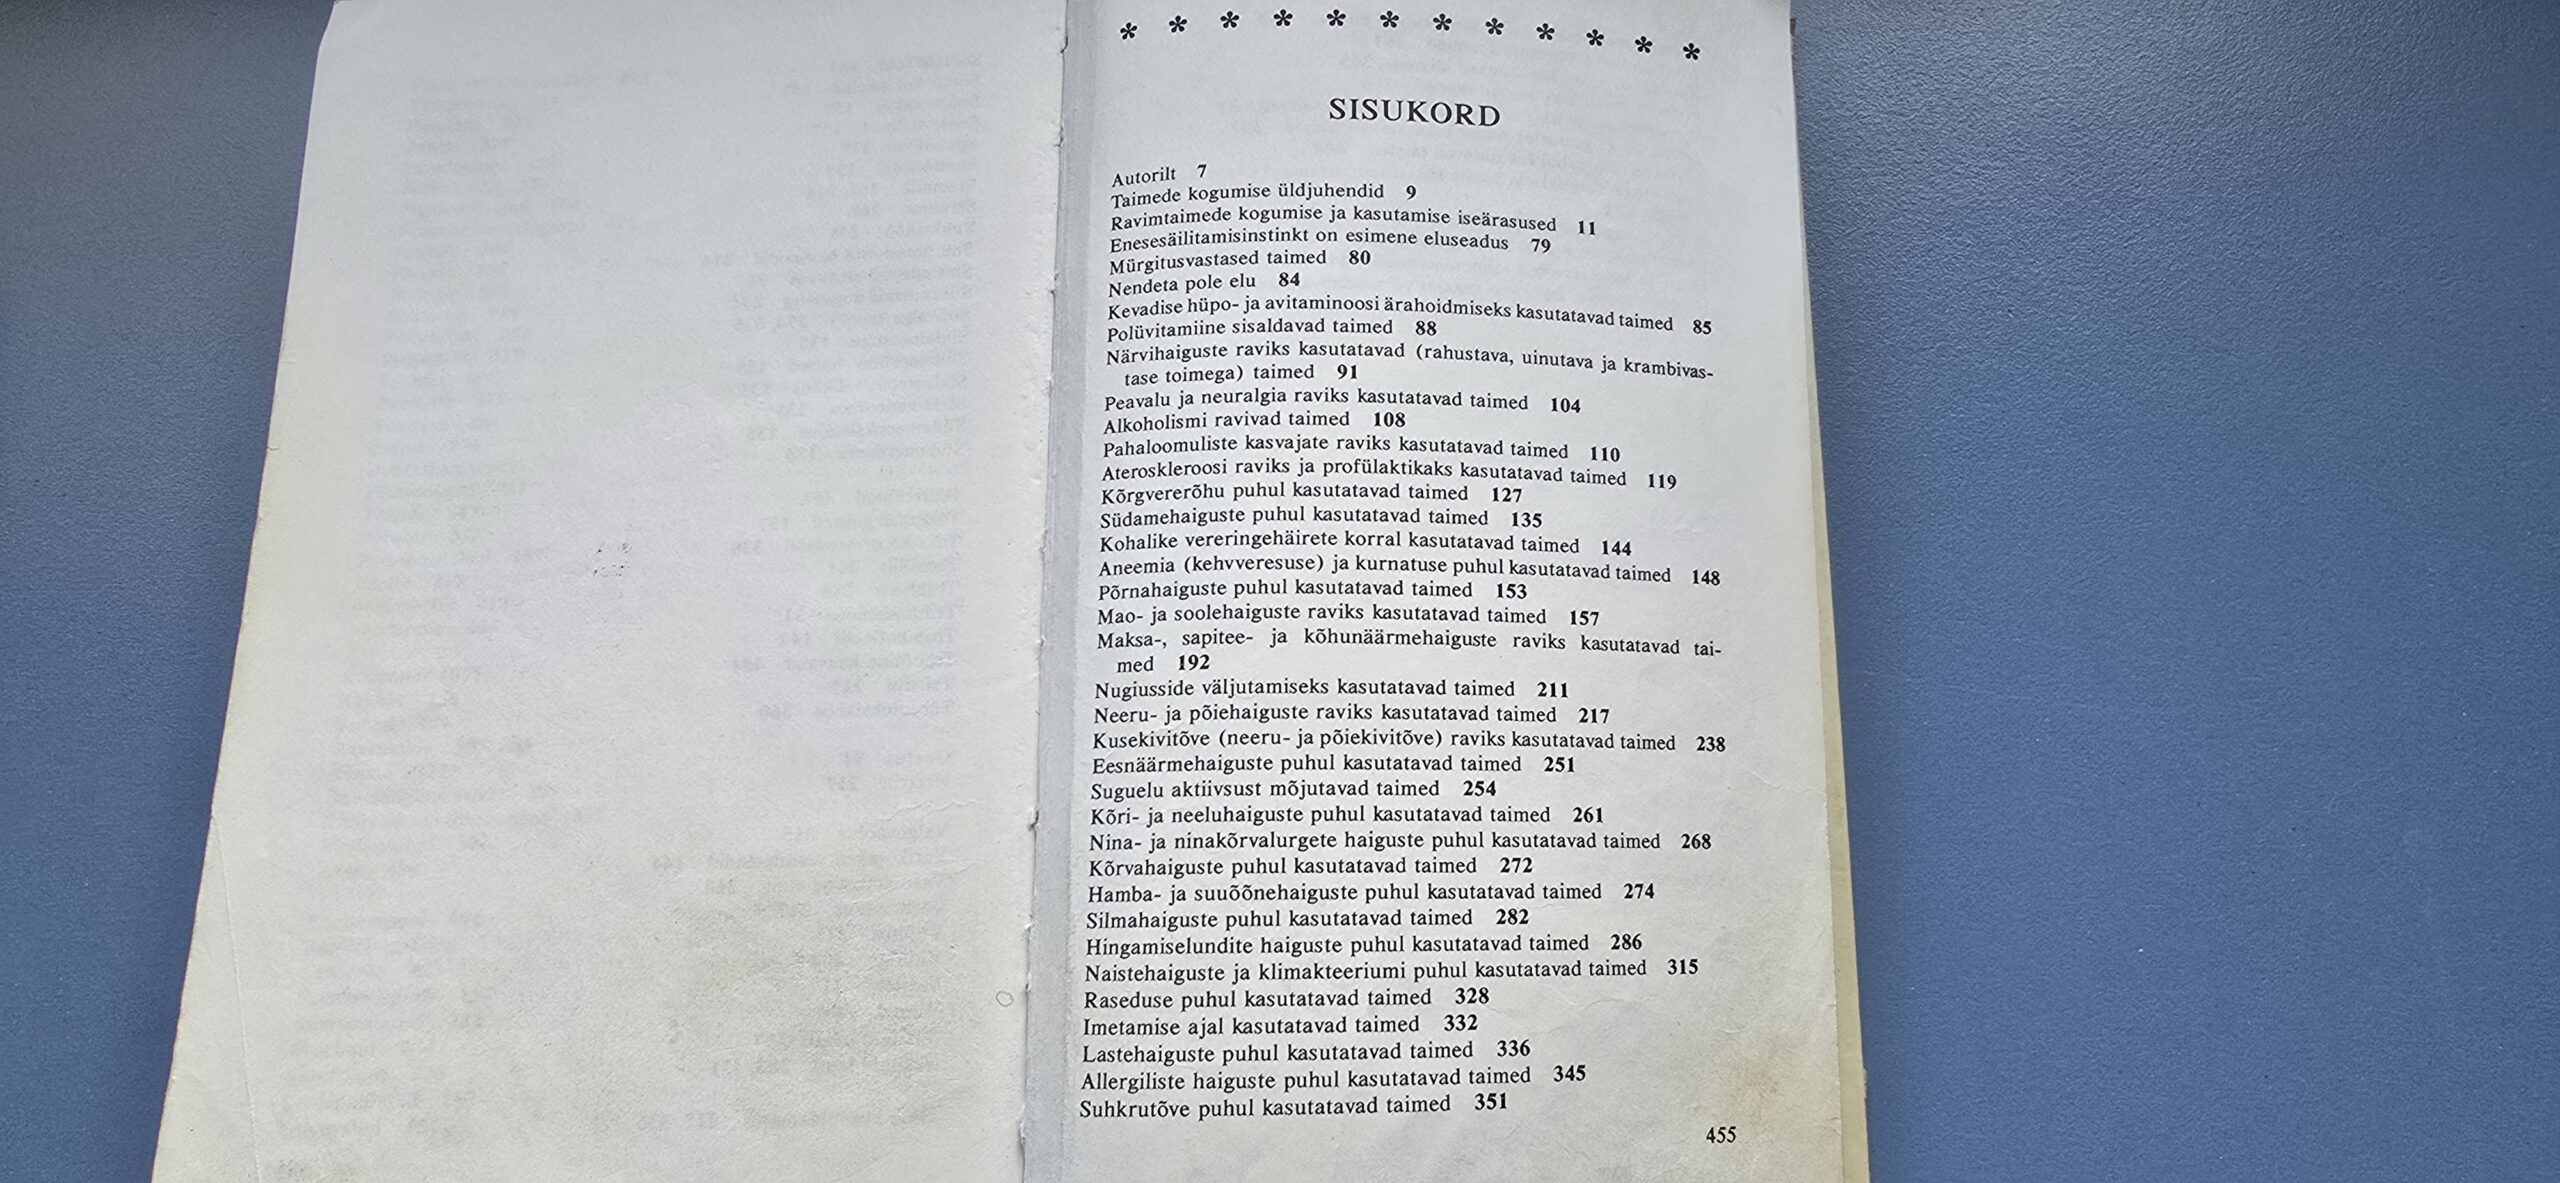 * * * * * * * * * * * *
SISUKORD
Autorilt 7
Taimede kogumise üldjuhendid 9
Ravimtaimede kogumise ja kasutamise iseärasused 11
Enesesäilitamisinstinkt on esimene eluseadus 79
Mürgitusvastased taimed 80
Nendeta pole elu 84
Kevadise hüpo- ja avitaminoosi ärahoidmiseks kasutatavad taimed 85
Polüvitamiine sisaldavad taimed 88
Närvihaiguste raviks kasutatavad (rahustava, uinutava ja krambivas-
tase toimega) taimed 91
Peavalu ja neuralgia raviks kasutatavad taimed 104
Alkoholismi ravivad taimed 108
Pahaloomuliste kasvajate raviks kasutatavad taimed 110
Ateroskleroosi raviks ja profülaktikaks kasutatavad taimed 119
Kõrgvererõhu puhul kasutatavad taimed 127
Südamehaiguste puhul kasutatavad taimed 135
Kohalike vereringehäirete korral kasutatavad taimed 144
Aneemia (kehvveresuse) ja kurnatuse puhul kasutatavad taimed 148
Põrnahaiguste puhul kasutatavad taimed 153
Mao- ja soolehaiguste raviks kasutatavad taimed 157
Maksa-, sapitee- ja kõhunäärmehaiguste raviks kasutatavad tai-
med 192
Nugiusside väljutamiseks kasutatavad taimed 211
Neeru- ja põiehaiguste raviks kasutatavad taimed 217
Kusekivitõve (neeru- ja põiekivitõve) raviks kasutatavad taimed 238
Eesnäärmehaiguste puhul kasutatavad taimed 251
Suguelu aktiivsust mõjutavad taimed 254
Kõri- ja neeluhaiguste puhul kasutatavad taimed 261
Nina- ja ninakõrvalurgete haiguste puhul kasutatavad taimed 268
Kõrvahaiguste puhul kasutatavad taimed 272
Hamba- ja suuõõnehaiguste puhul kasutatavad taimed 274
Silmahaiguste puhul kasutatavad taimed 282
Hingamiselundite haiguste puhul kasutatavad taimed 286
Naistehaiguste ja klimakteeriumi puhul kasutatavad taimed 315
Raseduse puhul kasutatavad taimed 328
Imetamise ajal kasutatavad taimed 332
Lastehaiguste puhul kasutatavad taimed 336
Allergiliste haiguste puhul kasutatavad taimed 345
Suhkrutõve puhul kasutatavad taimed 351
455